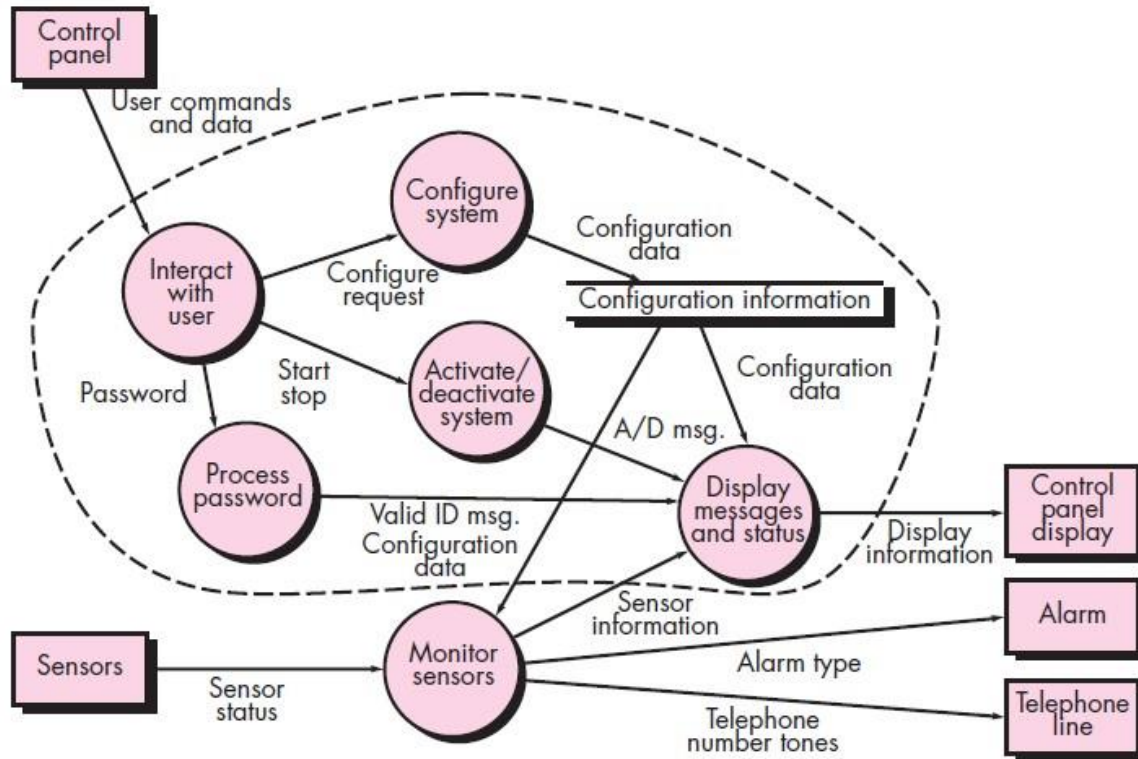 Control
panel
User commands
and data
Configure
system
Configuration
data
Interact
with
user
Configure
request
Configuration information
Password
Start
stop
Activate/
deactivate
system
Configuration
data
A/D msg.
Process
password
Display
messages
and status
Control
panel
display
Valid ID msg.
Configuration
data
Display
information
Sensors
Sensor
status
Monitor
sensors
Sensor
information
Alarm
Alarm type
Telephone
number tones
Telephone
line